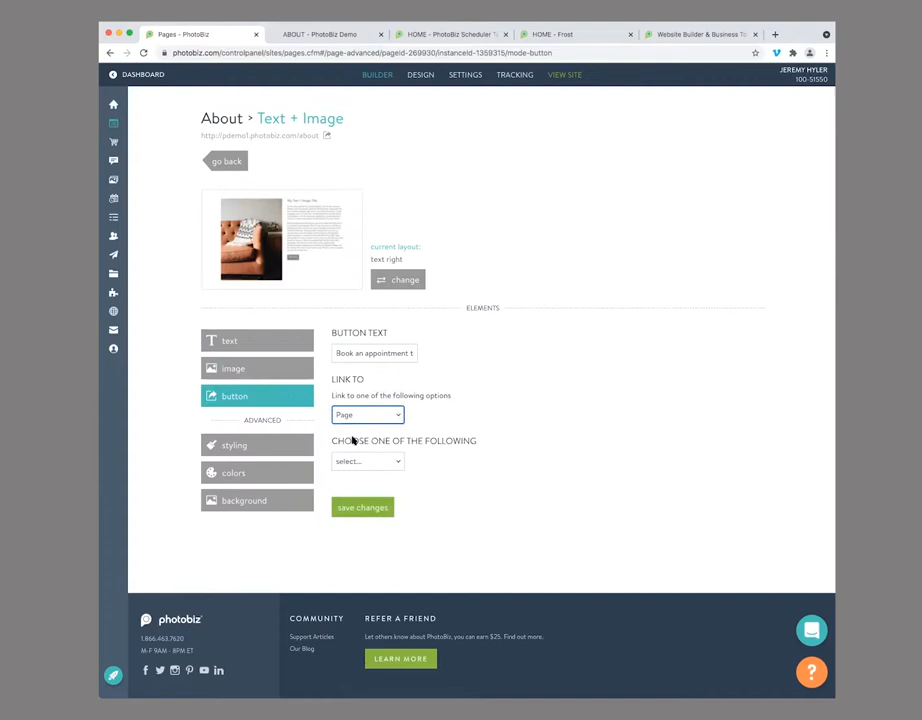 Pages - PhotoBiz
ABOUT - PhotoBiz Demo
HOME - PhotoBiz Scheduler T
HOME - Frost
Website Builder & Business To
photobiz.com/controlpanel/sites/pages.cfm#/page-advanced/pageid-269930/instanceId-1359315/mode-button
DASHBOARD
BUILDER
DESIGN
SETTINGS
TRACKING
VIEW SITE
JEREMY HYLER
100-51550
About > Text + Image
http://pdemo1.photobiz.com/about
go back
current layout:
text right
change
ELEMENTS
text
image
button
ADVANCED
styling
colors
background
BUTTON TEXT
Book an appointment t
LINK TO
Link to one of the following options
Page
CHOOSE ONE OF THE FOLLOWING
select...
save changes
photobiz
1.866.463.7620
M-F 9AM - 8PM ET
COMMUNITY
Support Articles
Our Blog
REFER A FRIEND
Let others know about PhotoBiz, you can earn $25. Find out more.
LEARN MORE
?